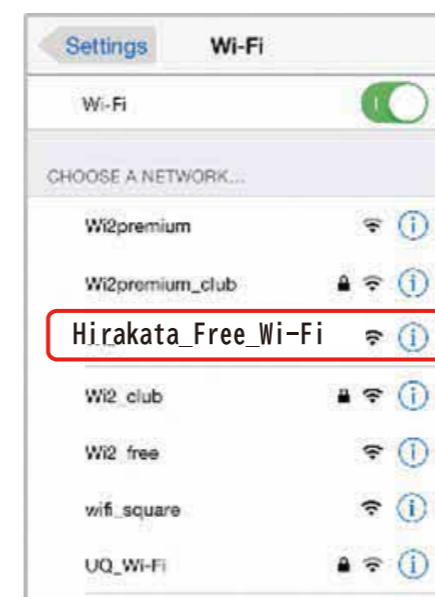 Settings Wi-Fi
Wi-Fi
CHOOSE A NETWORK...
Wi2premium
Wi2premium_club
Hirakata_Free_Wi-Fi
Wi2_club
Wi2_free
wifi_square
UQ_Wi-Fi